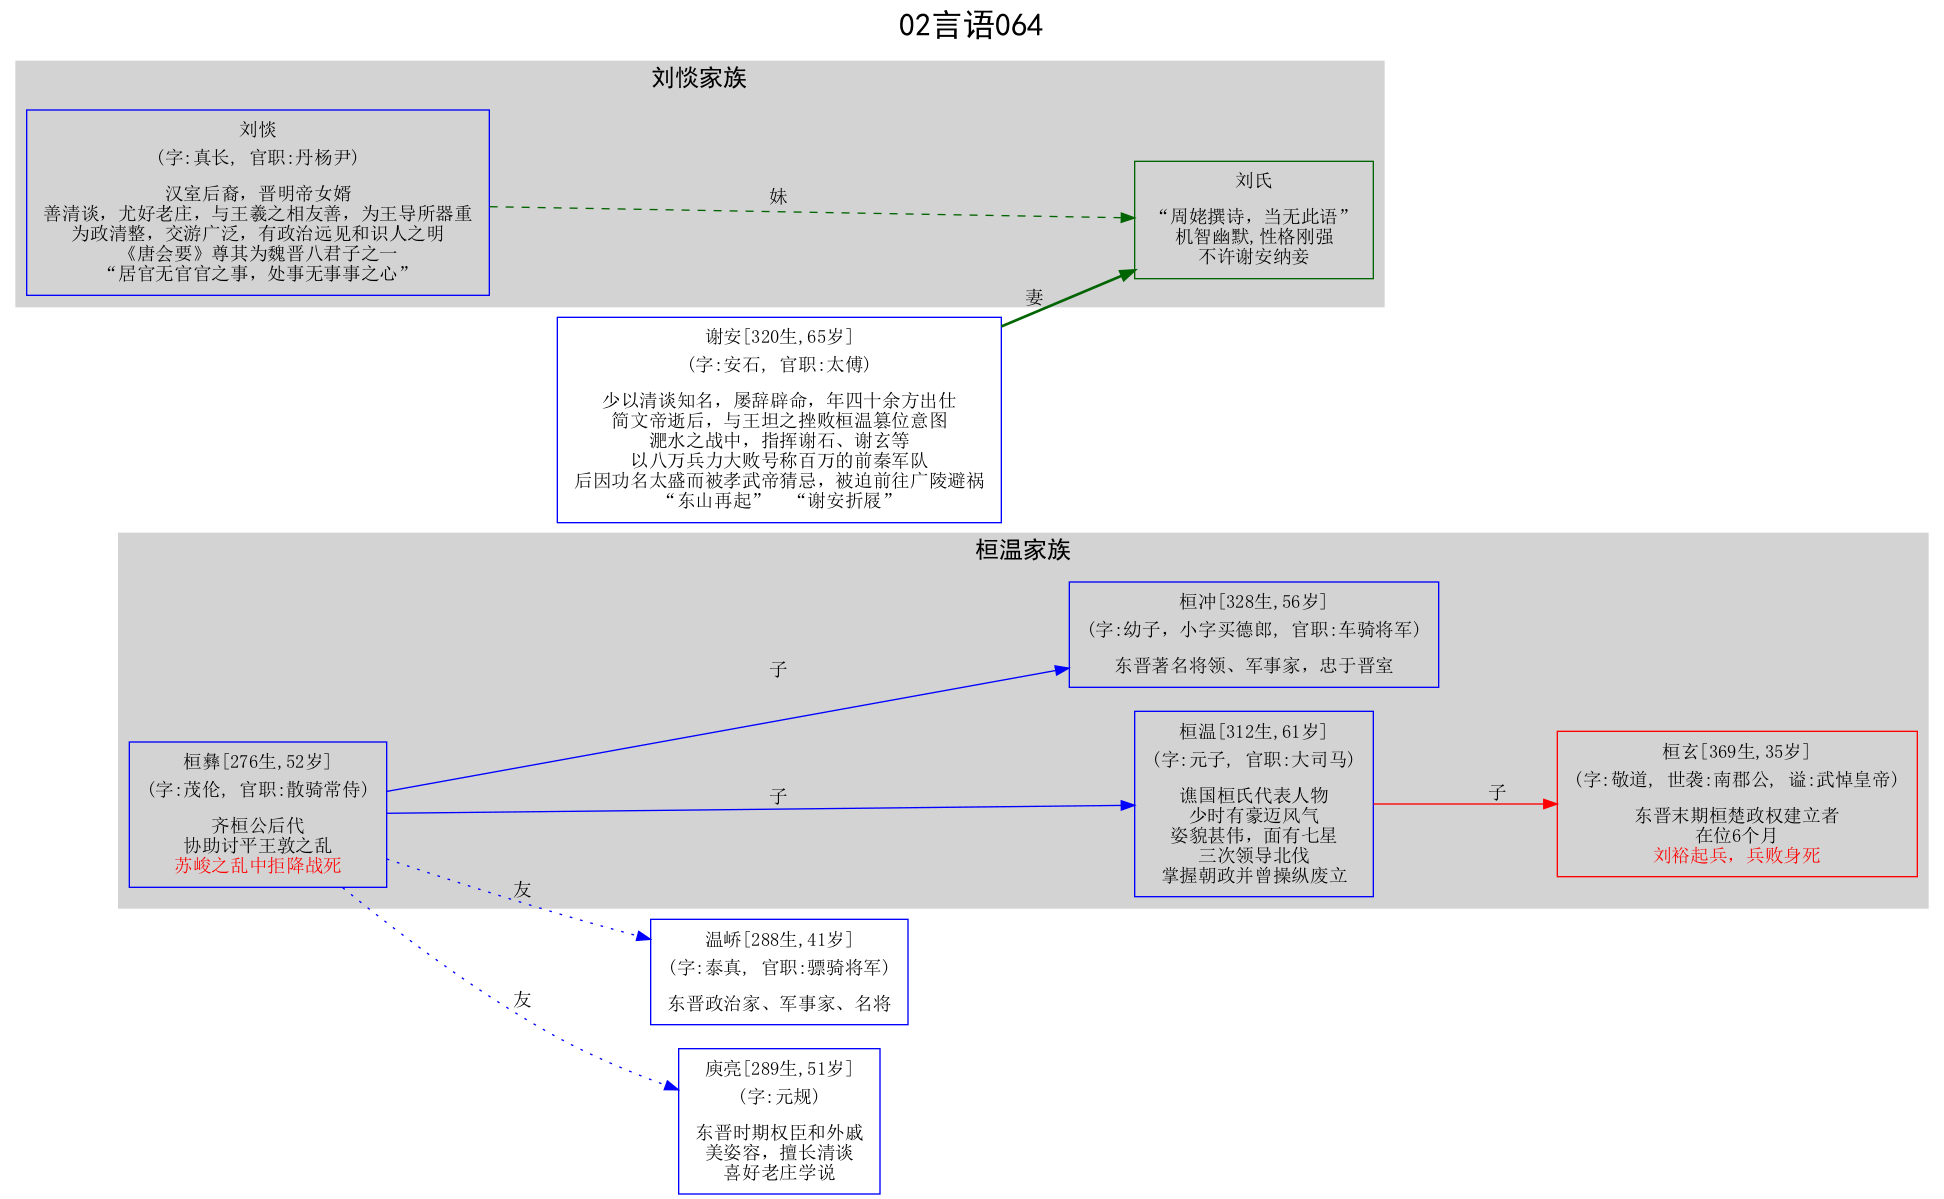 02言语064
刘惔家族
刘惔
(字:真长, 官职:丹杨尹)
汉室后裔，晋明帝女婿
善清谈，尤好老庄，与王羲之相友善，为王导所器重
为政清整，交游广泛，有政治远见和识人之明
《唐会要》尊其为魏晋八君子之一
“居官无官官之事，处事无事事之心”
妹
刘氏
“周姥撰诗，当无此语”
机智幽默,性格刚强
不许谢安纳妾
妻
谢安[320生,65岁]
(字:安石, 官职:太傅)
少以清谈知名，屡辞辟命，年四十余方出仕
简文帝逝后，与王坦之挫败桓温篡位意图
淝水之战中，指挥谢石、谢玄等
以八万兵力大败号称百万的前秦军队
后因功名太盛而被孝武帝猜忌，被迫前往广陵避祸
“东山再起” “谢安折屐”
桓温家族
桓冲[328生,56岁]
(字:幼子，小字买德郎, 官职:车骑将军)
东晋著名将领、军事家，忠于晋室
子
桓彝[276生,52岁]
(字:茂伦, 官职:散骑常侍)
齐桓公后代
协助讨平王敦之乱
苏峻之乱中拒降战死
子
桓温[312生,61岁]
(字:元子, 官职:大司马)
谯国桓氏代表人物
少时有豪迈风气
姿貌甚伟，面有七星
三次领导北伐
掌握朝政并曾操纵废立
子
桓玄[369生,35岁]
(字:敬道, 世袭:南郡公, 谥:武悼皇帝)
东晋末期桓楚政权建立者
在位6个月
刘裕起兵，兵败身死
友
温峤[288生,41岁]
(字:泰真, 官职:骠骑将军)
东晋政治家、军事家、名将
友
庾亮[289生,51岁]
(字:元规)
东晋时期权臣和外戚
美姿容，擅长清谈
喜好老庄学说